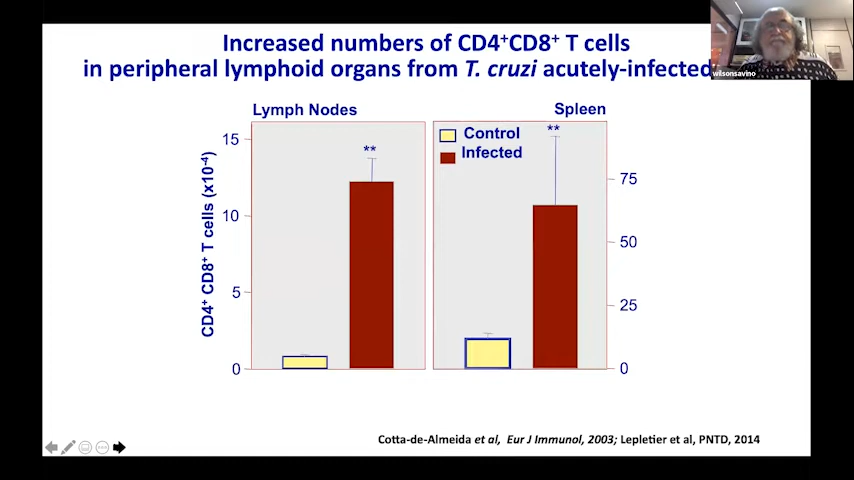 Increased numbers of CD4⁺CD8⁺ T cells
in peripheral lymphoid organs from T. cruzi acutely-infected
wilsonsavino
Lymph Nodes
Spleen
Control
Infected
**
**
CD4⁺ CD8⁺ T cells (x10⁻⁴)
15
10
5
0
75
50
25
0
Cotta-de-Almeida et al, Eur J Immunol, 2003; Lepletier et al, PNTD, 2014